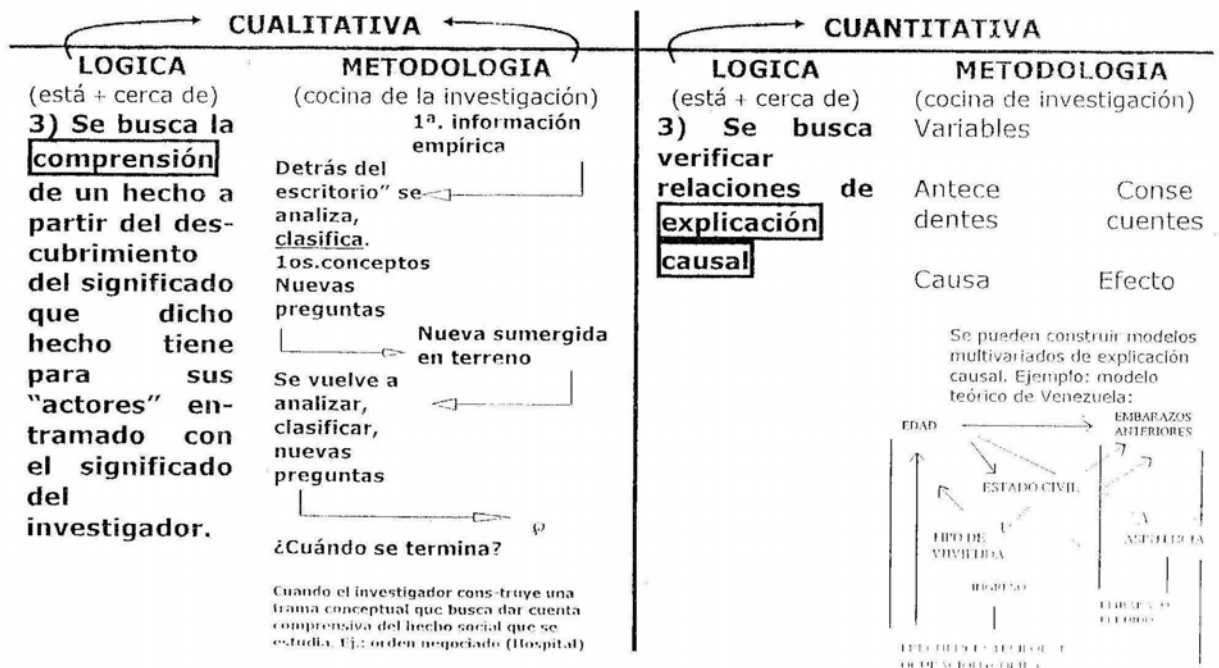 CUALITATIVA
LOGICA
(está + cerca de)
3) Se busca la
comprensión
de un hecho a
partir del des-
cubrimiento
del significado
que dicho
hecho tiene
para sus
"actores" en-
tramado con
el significado
del
investigador.
METODOLOGIA
(cocina de la investigación)
1ª. información
empírica
Detrás del
escritorio" se
analiza,
clasifica.
1os.conceptos
Nuevas
preguntas
Nueva sumergida
en terreno
Se vuelve a
analizar,
clasificar,
nuevas
preguntas
¿Cuándo se termina?
Cuando el investigador cons-truye una
trama conceptual que busca dar cuenta
comprensiva del hecho social que se
estudia. Ej.: orden negociado (Hospital)
CUANTITATIVA
LOGICA
(está + cerca de)
3) Se busca
verificar
relaciones de
explicación
causal
METODOLOGIA
(cocina de investigación)
Variables
Antece Conse
dentes cuentes
Causa Efecto
Se pueden construir modelos
multivariados de explicación
causal. Ejemplo: modelo
teórico de Venezuela:
EDAD
EMBARAZOS
ANTERIORES
ESTADO CIVIL
TIPO DE
VIVIENDA
INGRESO